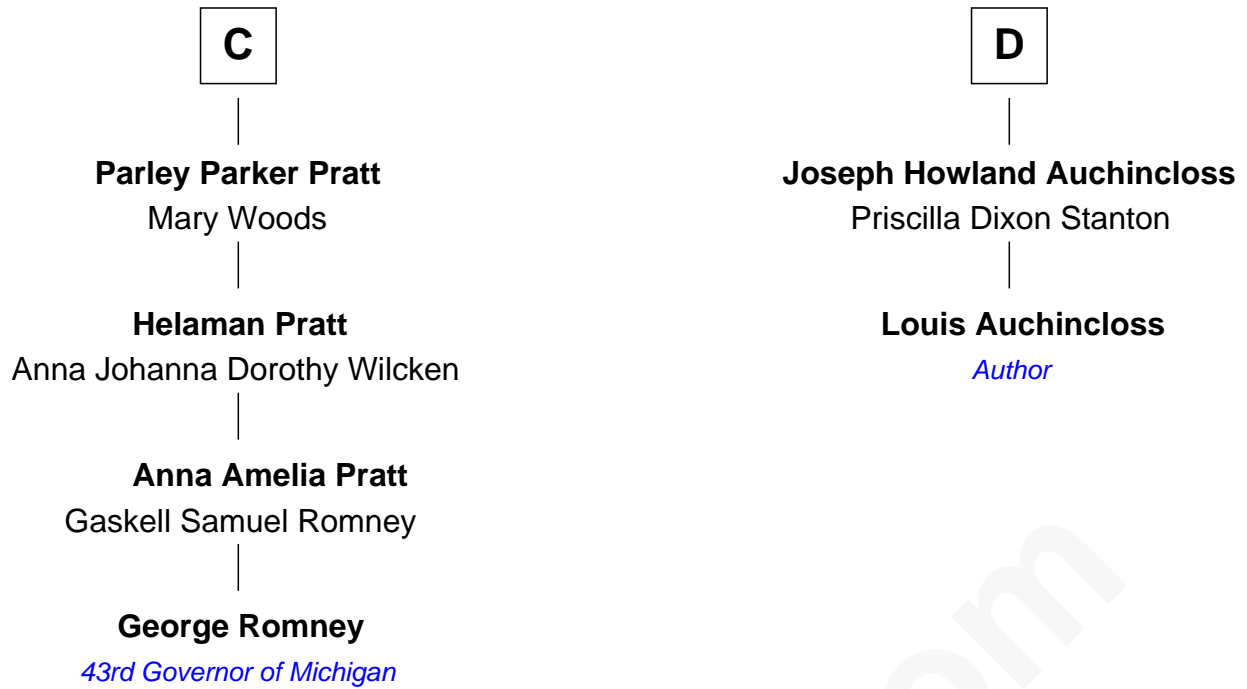 C
Parley Parker Pratt
Mary Woods
Helaman Pratt
Anna Johanna Dorothy Wilcken
Anna Amelia Pratt
Gaskell Samuel Romney
George Romney
43rd Governor of Michigan
D
Joseph Howland Auchincloss
Priscilla Dixon Stanton
Louis Auchincloss
Author
om